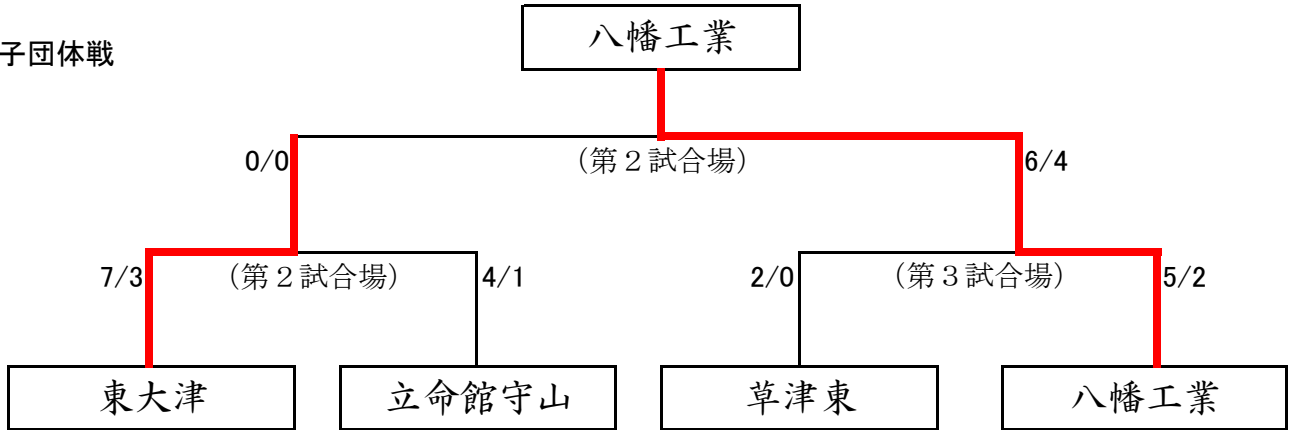 八幡工業
子団体戦
0/0 (第2試合場) 6/4
7/3 (第2試合場) 4/1 2/0 (第3試合場) 5/2
東大津 立命館守山 草津東 八幡工業